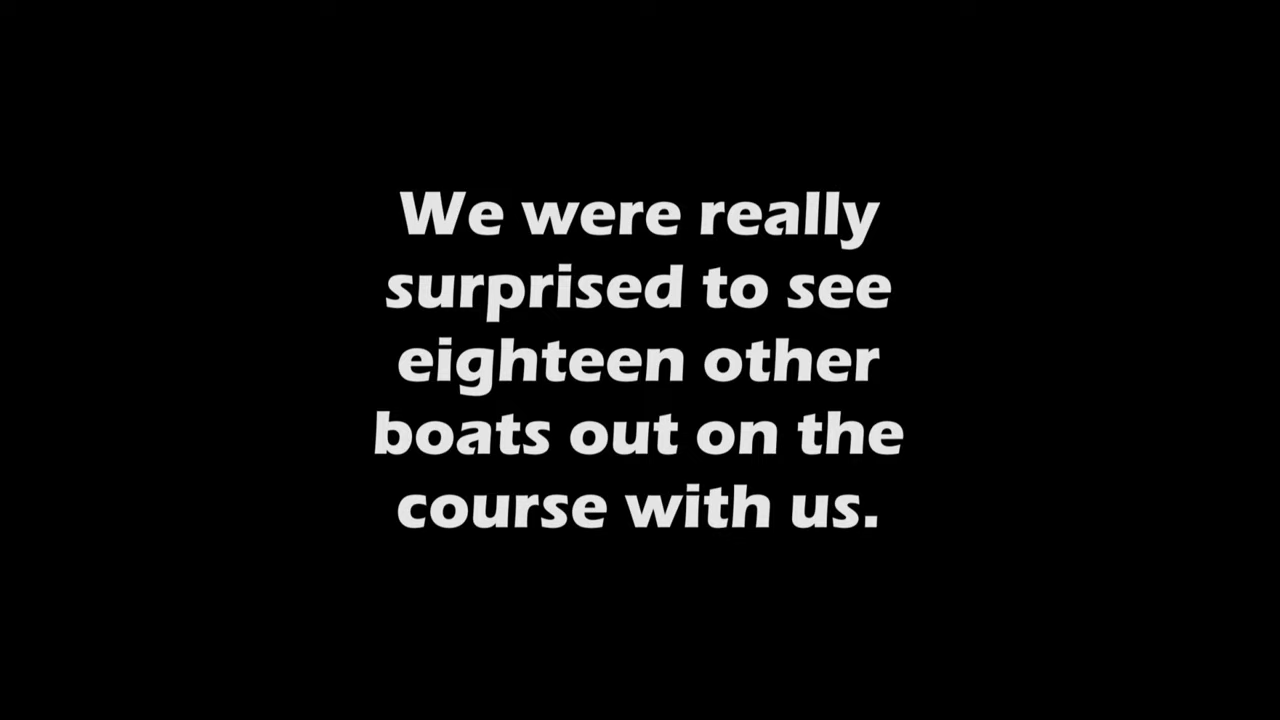 We were really
surprised to see
eighteen other
boats out on the
course with us.